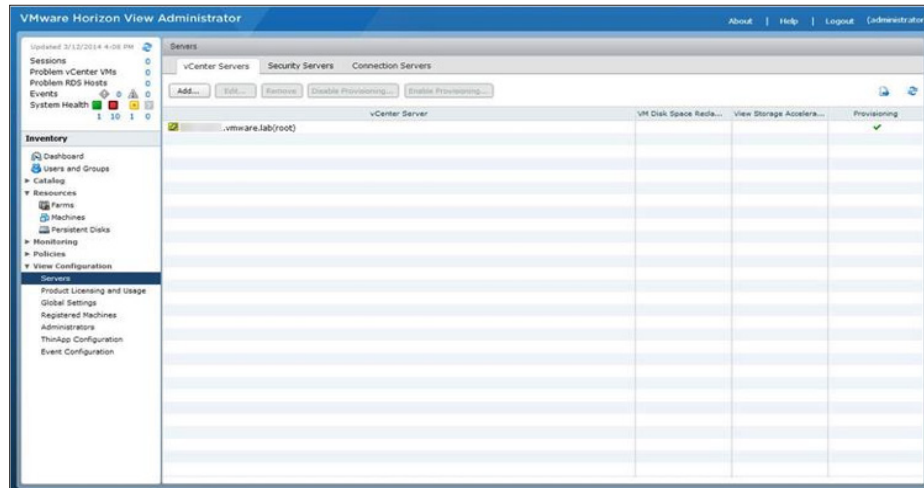 VMware Horizon View Administrator
About | Help | Logout (administrator
Updated 3/12/2014 4:08 PM
Sessions 0
Problem vCenter VMs 0
Problem RDS Hosts 0
Events 0 0
System Health
1 10 1 0
Inventory
Dashboard
Users and Groups
Catalog
Resources
Farms
Machines
Persistent Disks
Monitoring
Policies
View Configuration
Servers
Product Licensing and Usage
Global Settings
Registered Machines
Administrators
ThinApp Configuration
Event Configuration
Servers
vCenter Servers Security Servers Connection Servers
Add... Edit... Remove Disable Provisioning... Enable Provisioning...
vCenter Server VM Disk Space Recla... View Storage Accelera... Provisioning
.vmware.lab(root)